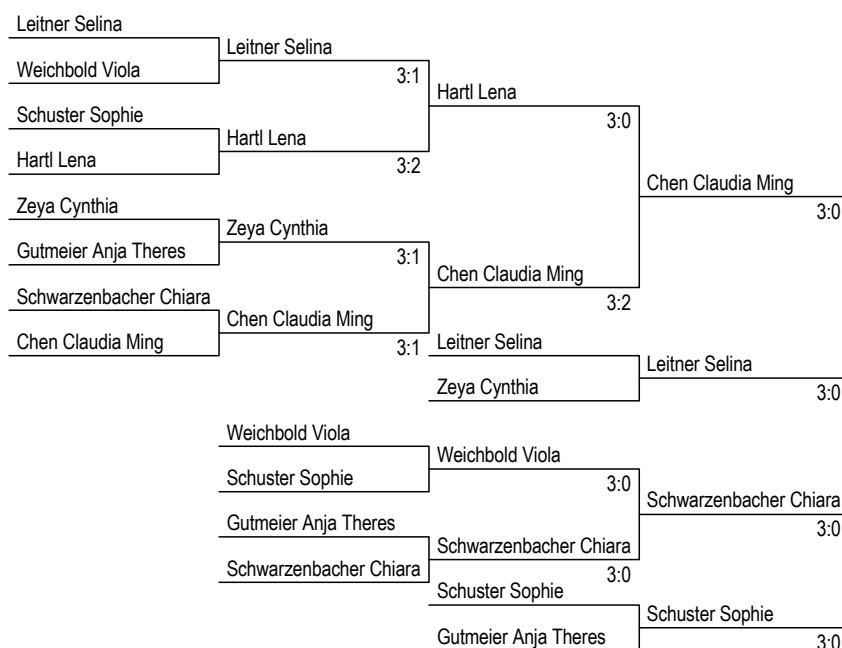 Leitner Selina
Leitner Selina
Weichbold Viola
3:1
Hartl Lena
Schuster Sophie
3:0
Hartl Lena
Hartl Lena
3:2
Chen Claudia Ming
Zeya Cynthia
3:0
Zeya Cynthia
Gutmeier Anja Theres
3:1
Chen Claudia Ming
Schwarzenbacher Chiara
3:2
Chen Claudia Ming
Chen Claudia Ming
3:1
Leitner Selina
Leitner Selina
Zeya Cynthia
3:0
Weichbold Viola
Weichbold Viola
Schuster Sophie
3:0
Schwarzenbacher Chiara
Gutmeier Anja Theres
3:0
Schwarzenbacher Chiara
Schwarzenbacher Chiara
3:0
Schuster Sophie
Schuster Sophie
Gutmeier Anja Theres
3:0